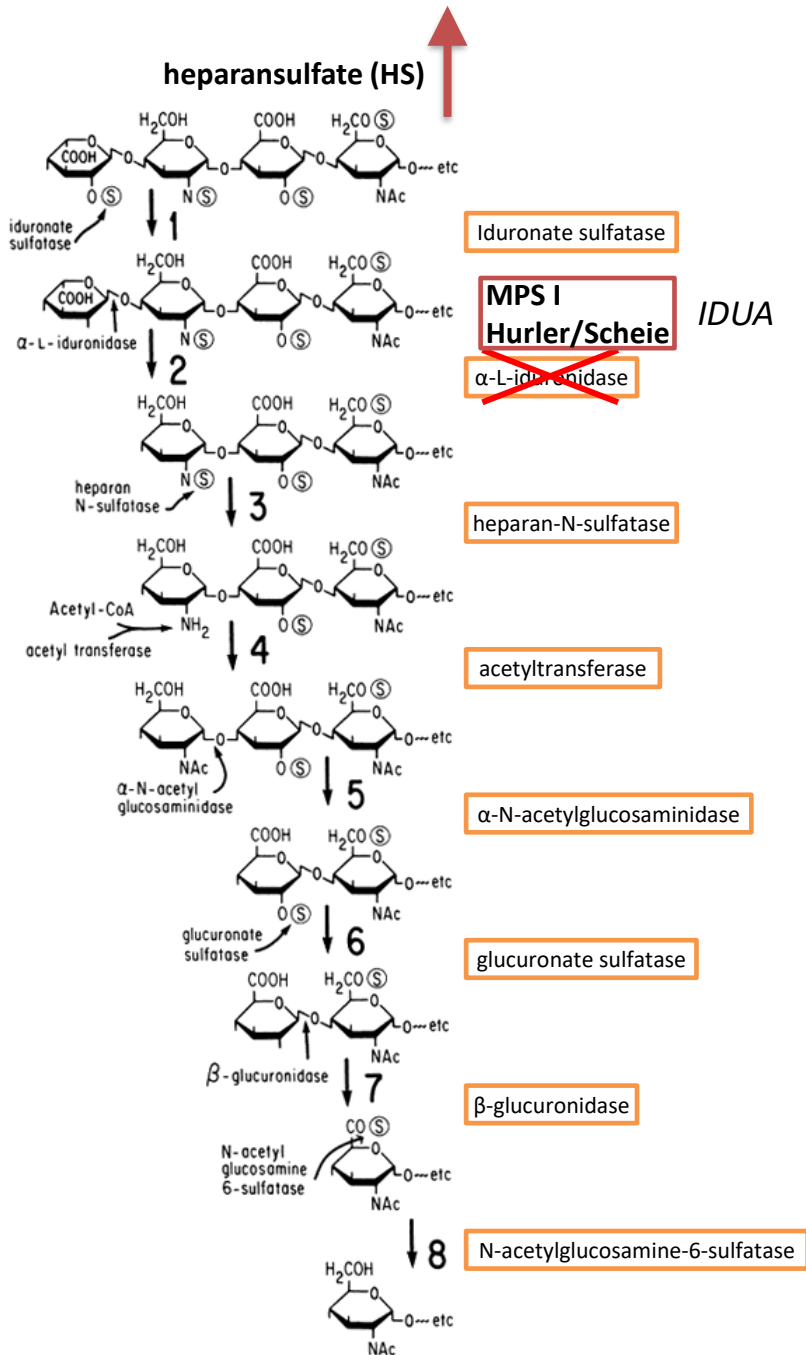 heparansulfate (HS)
H₂COH COOH H₂CO Ⓢ
COOH O O O O---etc
O Ⓢ N Ⓢ O Ⓢ NAc
iduronate
sulfatase
1
Iduronate sulfatase
H₂COH COOH H₂CO Ⓢ
COOH O O O O---etc
N Ⓢ O Ⓢ NAc
α-L-iduronidase
2
MPS I
Hurler/Scheie
IDUA
α-L-iduronidase
H₂COH COOH H₂CO Ⓢ
O O O---etc
N Ⓢ O Ⓢ NAc
heparan
N-sulfatase
3
heparan-N-sulfatase
H₂COH COOH H₂CO Ⓢ
O O O---etc
NH₂ O Ⓢ NAc
Acetyl-CoA
acetyl transferase
4
acetyltransferase
H₂COH COOH H₂CO Ⓢ
O O O---etc
NAc O Ⓢ NAc
α-N-acetyl
glucosaminidase
5
α-N-acetylglucosaminidase
COOH H₂CO Ⓢ
O O---etc
O Ⓢ NAc
glucuronate
sulfatase
6
glucuronate sulfatase
COOH H₂CO Ⓢ
O O---etc
NAc
β-glucuronidase
7
β-glucuronidase
CO Ⓢ
O---etc
NAc
N-acetyl
glucosamine
6-sulfatase
8
N-acetylglucosamine-6-sulfatase
H₂COH
O---etc
NAc